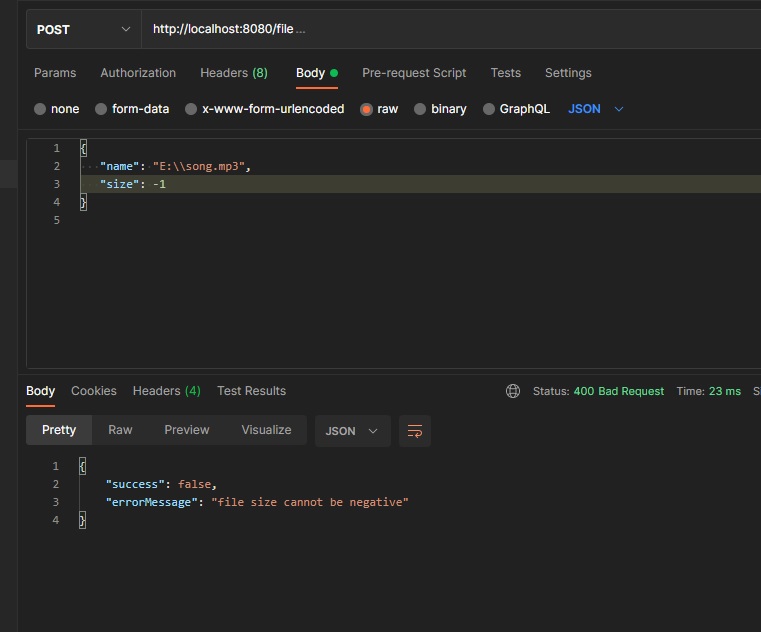 POST http://localhost:8080/file ...
Params Authorization Headers (8) Body Pre-request Script Tests Settings
none form-data x-www-form-urlencoded raw binary GraphQL JSON
1 {
2 ····"name":·"E:\\song.mp3",
3 "size": -1
4 }
5
Body Cookies Headers (4) Test Results Status: 400 Bad Request Time: 23 ms
Pretty Raw Preview Visualize JSON
1 {
2 "success": false,
3 "errorMessage": "file size cannot be negative"
4 }